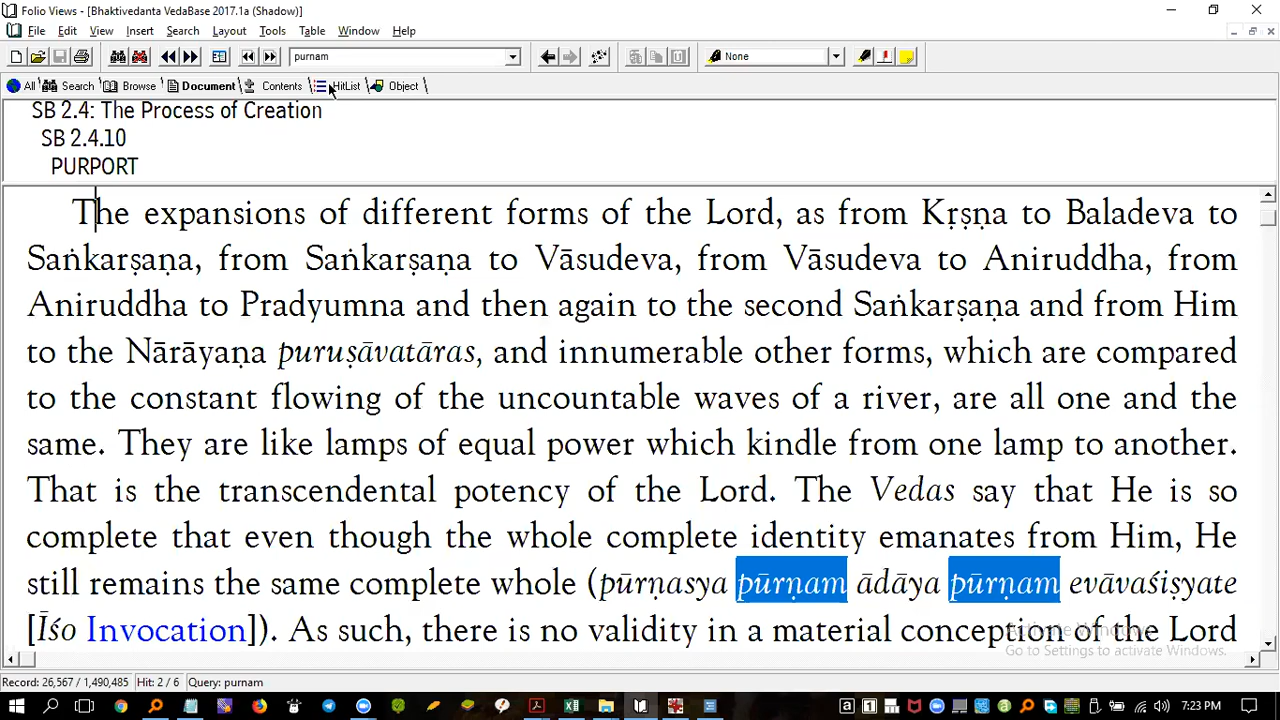 Folio Views - [Bhaktivedanta VedaBase 2017.1a (Shadow)]
File Edit View Insert Search Layout Tools Table Window Help
purnam None
All Search Browse Document Contents HitList Object
SB 2.4: The Process of Creation
SB 2.4.10
PURPORT
The expansions of different forms of the Lord, as from Kṛṣṇa to Baladeva to
Saṅkarṣaṇa, from Saṅkarṣaṇa to Vāsudeva, from Vāsudeva to Aniruddha, from
Aniruddha to Pradyumna and then again to the second Saṅkarṣaṇa and from Him
to the Nārāyaṇa puruṣāvatāras, and innumerable other forms, which are compared
to the constant flowing of the uncountable waves of a river, are all one and the
same. They are like lamps of equal power which kindle from one lamp to another.
That is the transcendental potency of the Lord. The Vedas say that He is so
complete that even though the whole complete identity emanates from Him, He
still remains the same complete whole (pūrṇasya pūrṇam ādāya pūrṇam evāvaśiṣyate
[Īśo Invocation]). As such, there is no validity in a material conception of the Lord
Activate Windows
Go to Settings to activate Windows.
Record: 26,567 / 1,490,485 Hit: 2 / 6 Query: purnam
7:23 PM